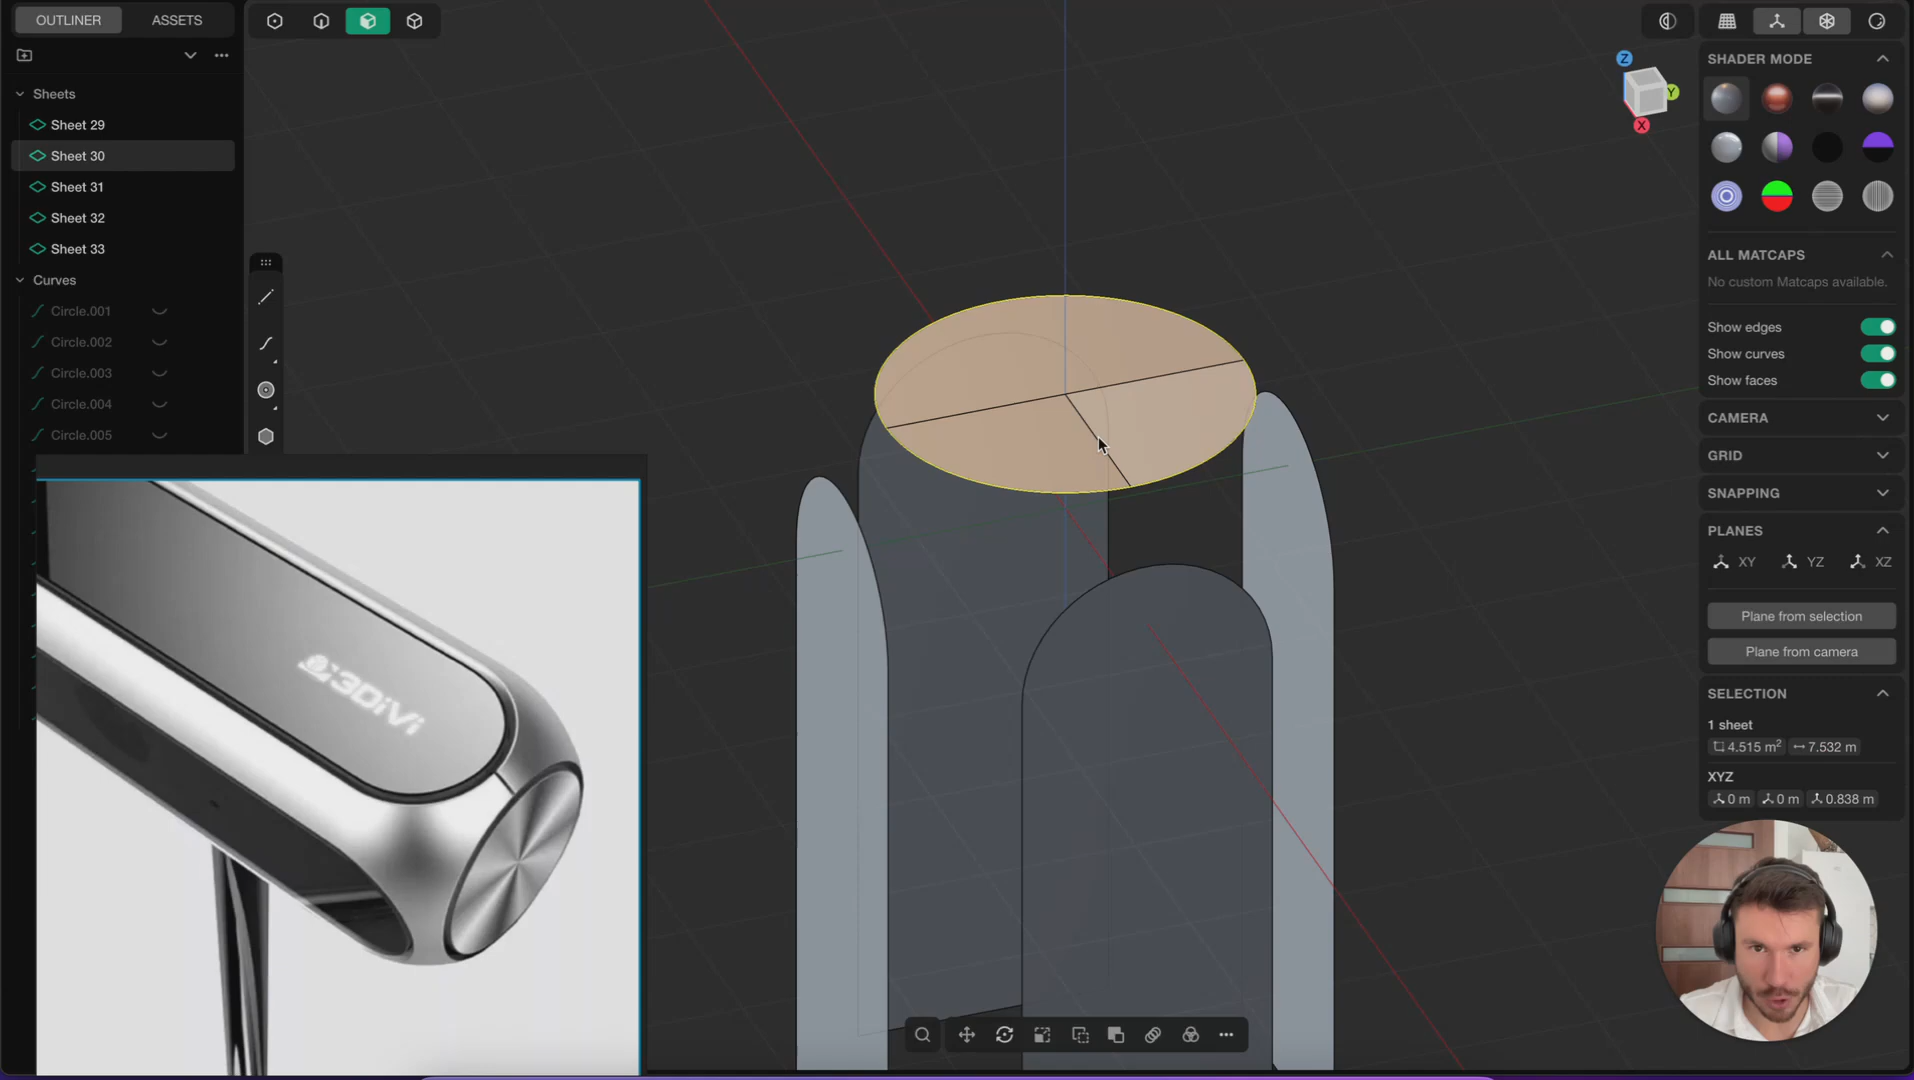 OUTLINER
ASSETS
Sheets
Sheet 29
Sheet 30
Sheet 31
Sheet 32
Sheet 33
Curves
Circle.001
Circle.002
Circle.003
Circle.004
Circle.005
3DiVi
Z
Y
X
SHADER MODE
ALL MATCAPS
No custom Matcaps available.
Show edges
Show curves
Show faces
CAMERA
GRID
SNAPPING
PLANES
XY
YZ
XZ
Plane from selection
Plane from camera
SELECTION
1 sheet
4.515 m²
7.532 m
XYZ
0 m
0 m
0.838 m